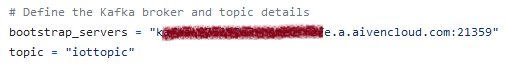 # Define the Kafka broker and topic details
bootstrap_servers = "k e.a.aivencloud.com:21359"
topic = "iottopic"